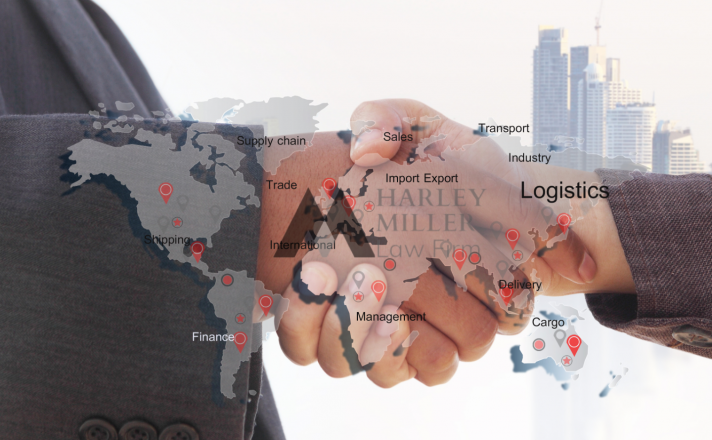 Supply chain
Sales
Transport
Industry
Trade
Import Export
Logistics
HARLEY
MILLER
Law Firm
Shipping
International
Delivery
Management
Cargo
Finance